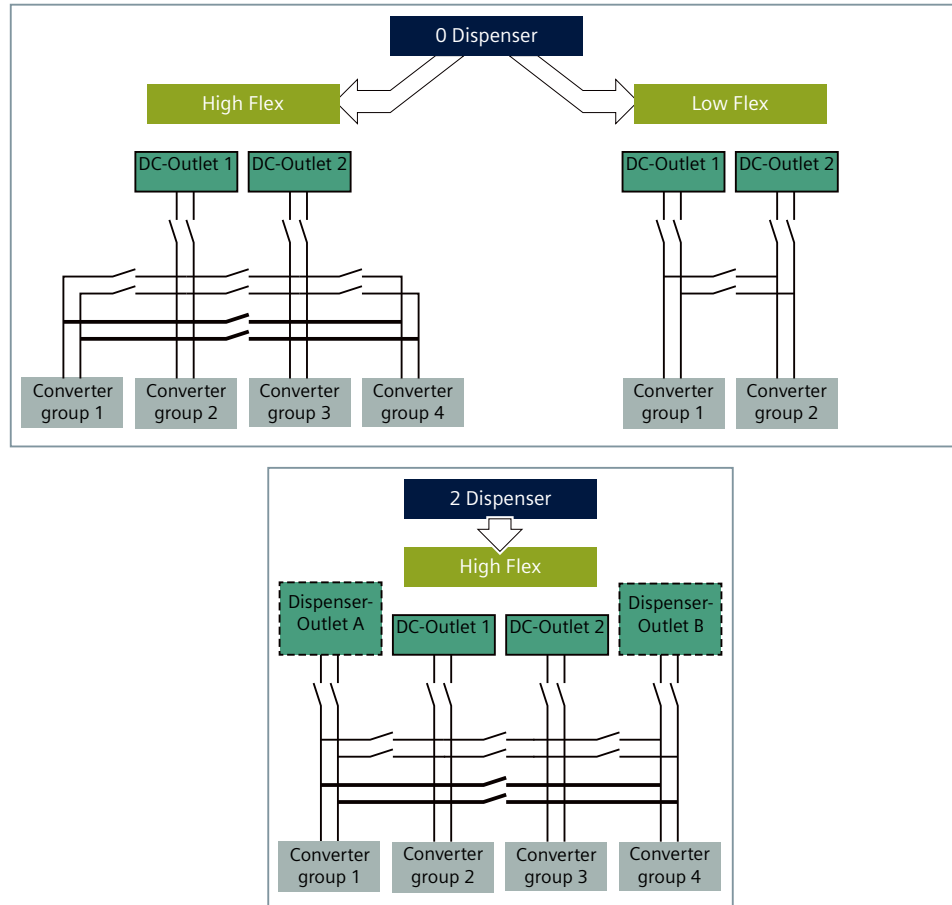 0 Dispenser
High Flex
Low Flex
DC-Outlet 1
DC-Outlet 2
DC-Outlet 1
DC-Outlet 2
Converter
group 1
Converter
group 2
Converter
group 3
Converter
group 4
Converter
group 1
Converter
group 2
2 Dispenser
High Flex
Dispenser-
Outlet A
DC-Outlet 1
DC-Outlet 2
Dispenser-
Outlet B
Converter
group 1
Converter
group 2
Converter
group 3
Converter
group 4